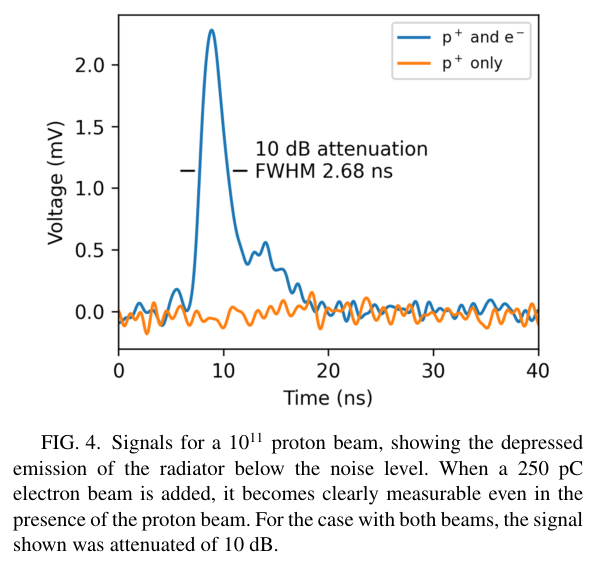 p+ and e−
p+ only
2.0
1.5
1.0
0.5
0.0
Voltage (mV)
10 dB attenuation
FWHM 2.68 ns
0 10 20 30 40
Time (ns)
FIG. 4. Signals for a 10¹¹ proton beam, showing the depressed
emission of the radiator below the noise level. When a 250 pC
electron beam is added, it becomes clearly measurable even in the
presence of the proton beam. For the case with both beams, the signal
shown was attenuated of 10 dB.